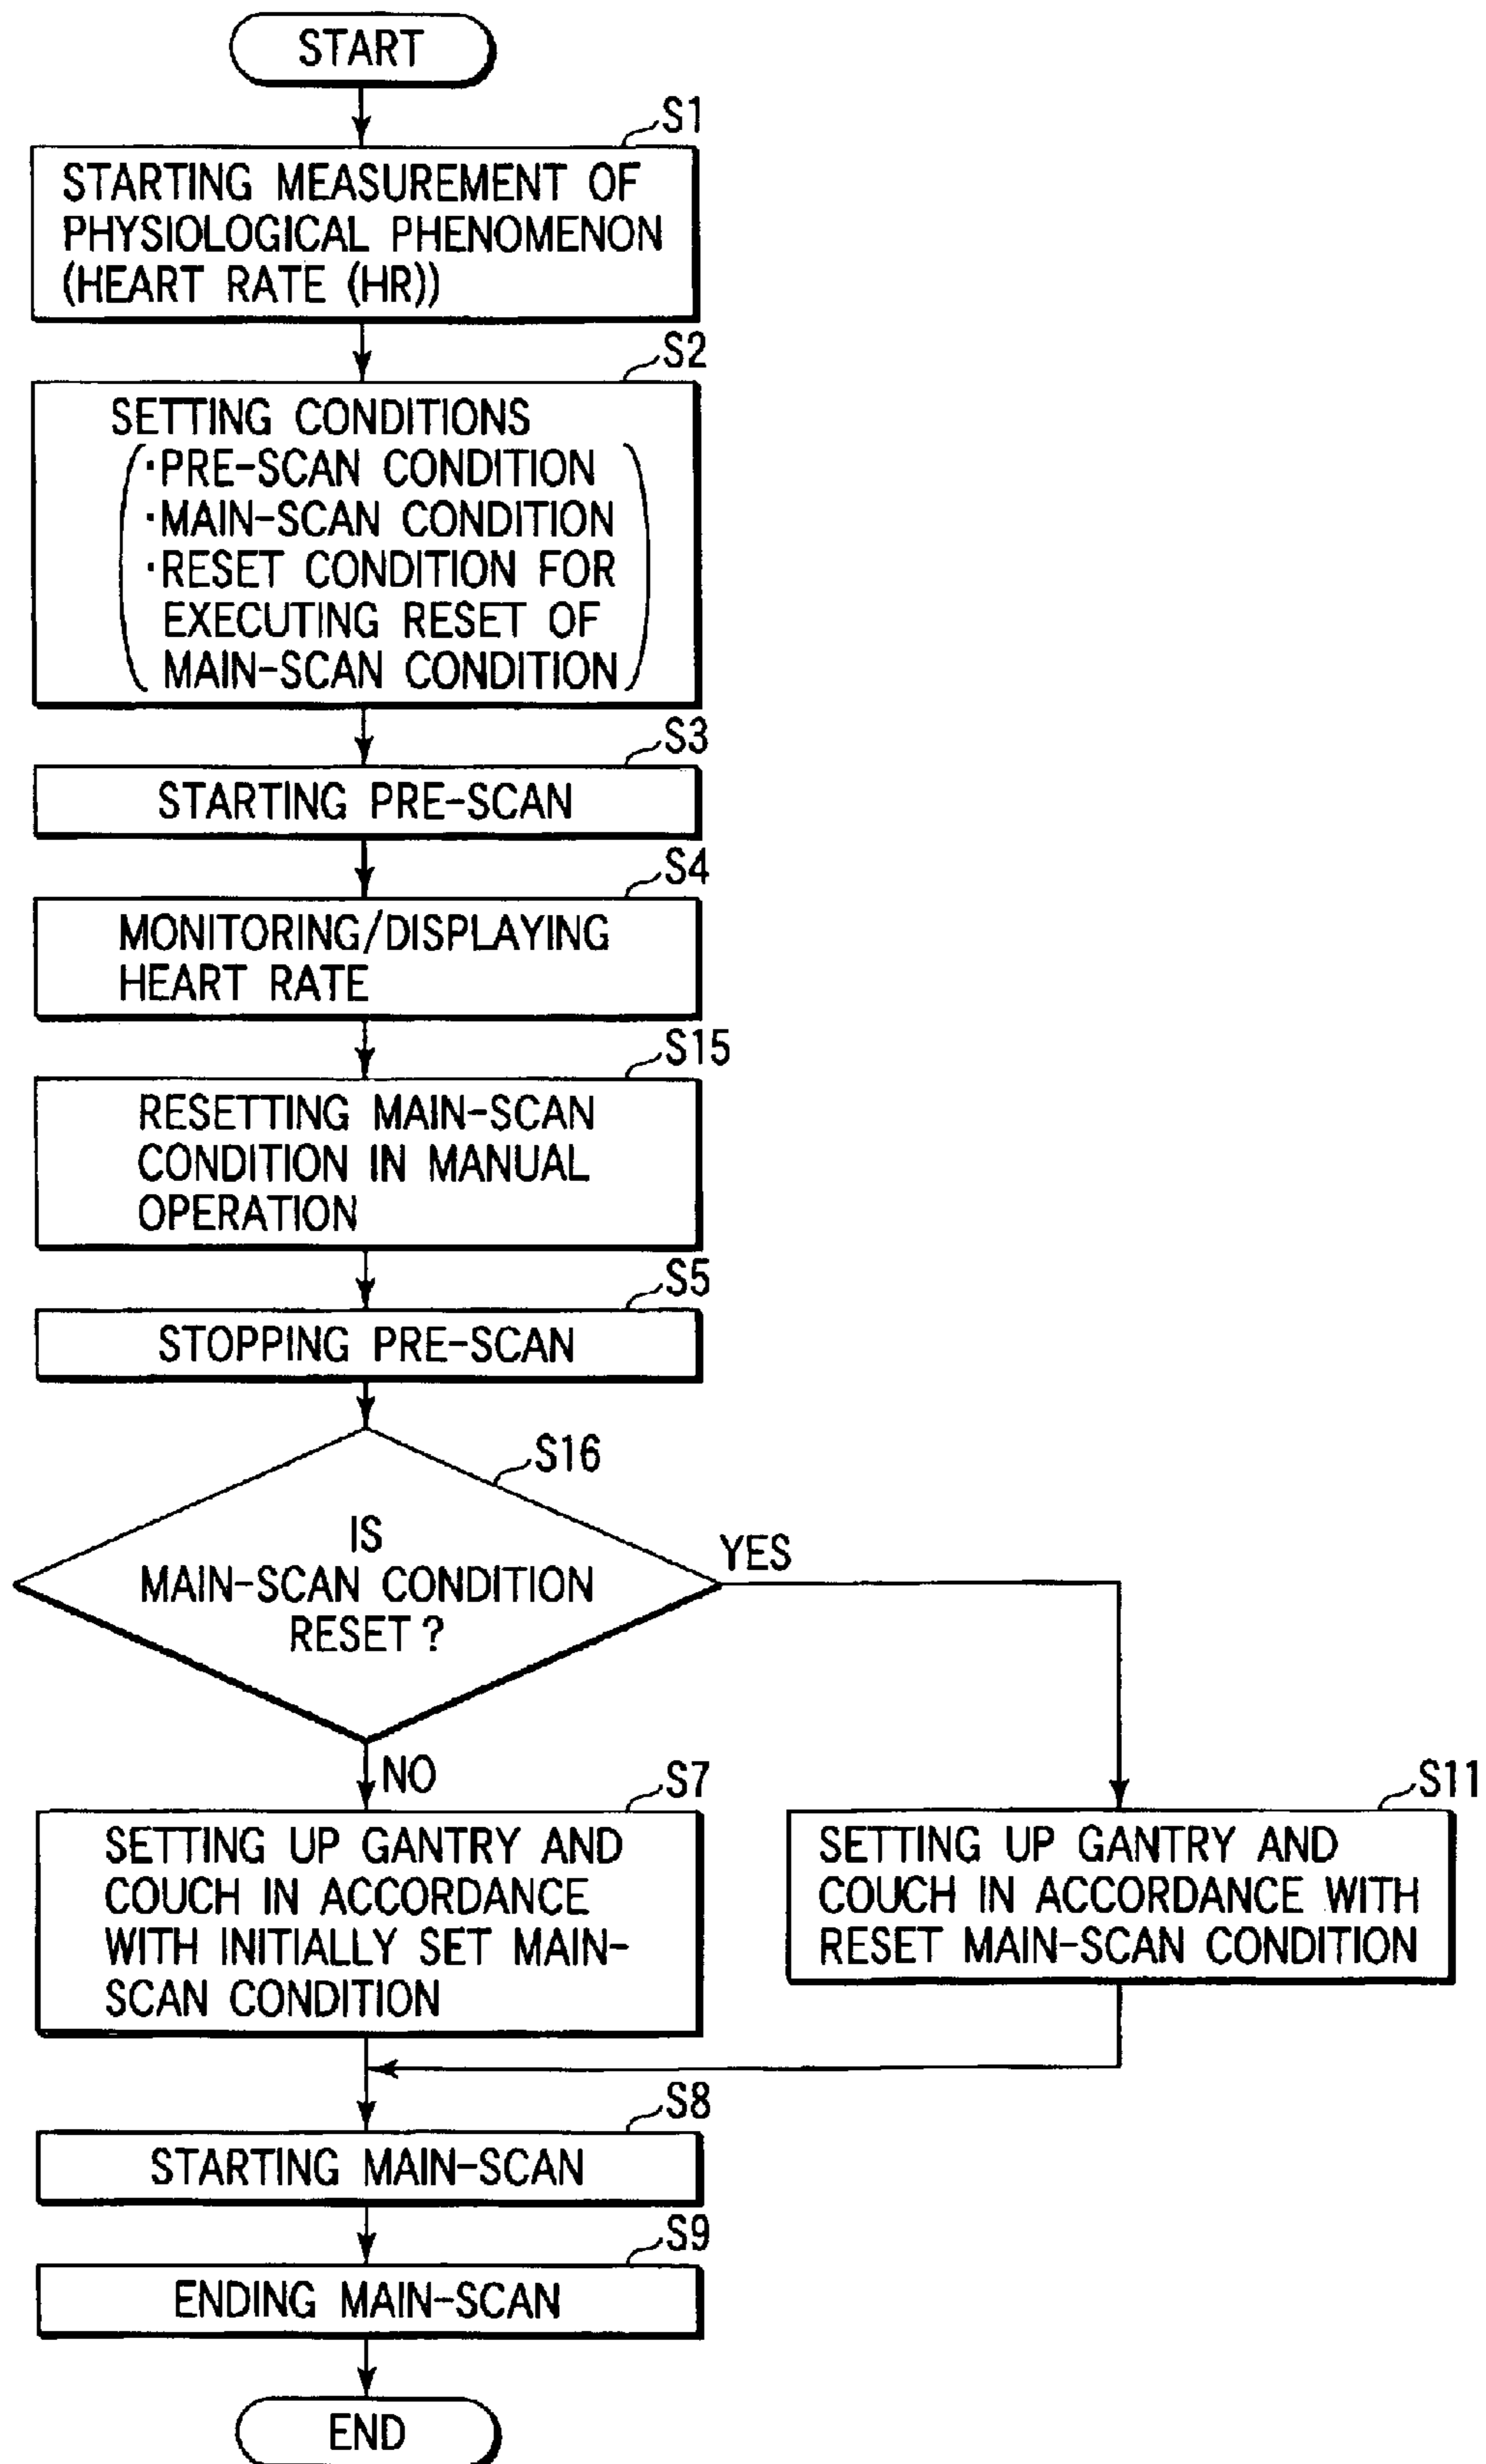 START
S1
STARTING MEASUREMENT OF
PHYSIOLOGICAL PHENOMENON
(HEART RATE (HR))
S2
SETTING CONDITIONS
·PRE-SCAN CONDITION
·MAIN-SCAN CONDITION
·RESET CONDITION FOR
EXECUTING RESET OF
MAIN-SCAN CONDITION
S3
STARTING PRE-SCAN
S4
MONITORING/DISPLAYING
HEART RATE
S15
RESETTING MAIN-SCAN
CONDITION IN MANUAL
OPERATION
S5
STOPPING PRE-SCAN
S16
IS
MAIN-SCAN CONDITION
RESET?
YES
NO
S7
SETTING UP GANTRY AND
COUCH IN ACCORDANCE
WITH INITIALLY SET MAIN-
SCAN CONDITION
S11
SETTING UP GANTRY AND
COUCH IN ACCORDANCE WITH
RESET MAIN-SCAN CONDITION
S8
STARTING MAIN-SCAN
S9
ENDING MAIN-SCAN
END